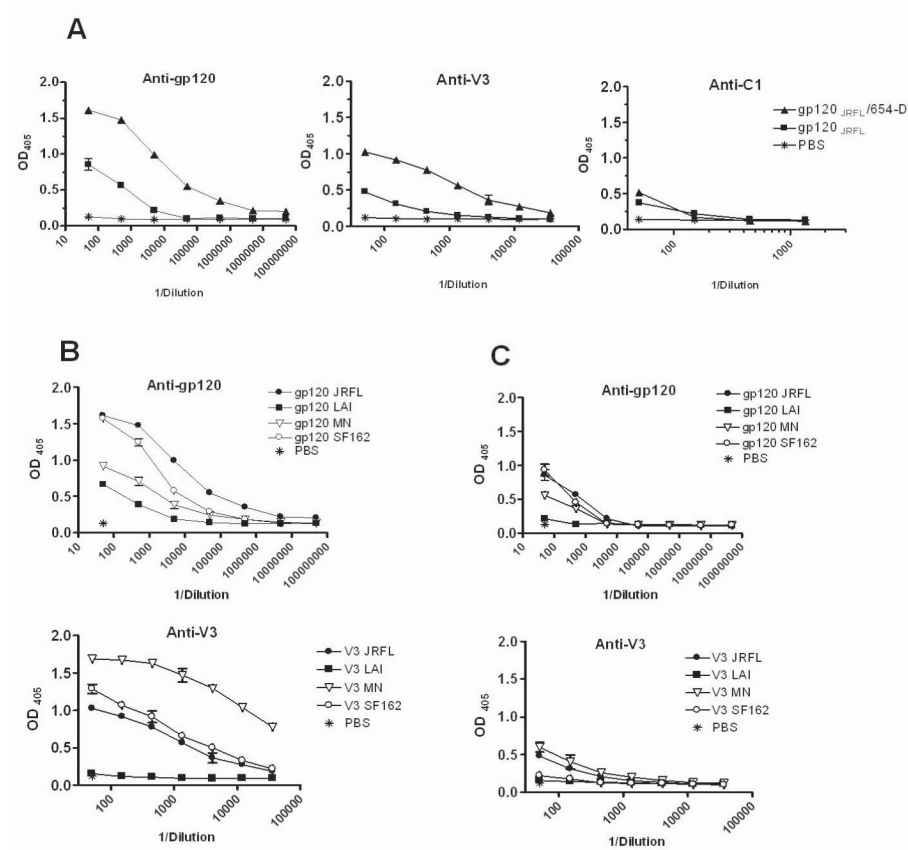 A
Anti-gp120
2.0
1.5
1.0
0.5
0.0
OD405
10
100
1000
10000
100000
1000000
10000000
100000000
1/Dilution
Anti-V3
2.0
1.5
1.0
0.5
0.0
OD405
100
1000
10000
1/Dilution
Anti-C1
2.0
1.5
1.0
0.5
0.0
OD405
100
1000
1/Dilution
gp120 JRFL/654-D
gp120 JRFL
PBS
B
Anti-gp120
2.0
1.5
1.0
0.5
0.0
OD 405
10
100
1000
10000
100000
1000000
10000000
100000000
1/Dilution
gp120 JRFL
gp120 LAI
gp120 MN
gp120 SF162
PBS
C
Anti-gp120
2.0
1.5
1.0
0.5
0.0
OD 405
10
100
1000
10000
100000
1000000
10000000
100000000
1/Dilution
gp120 JRFL
gp120 LAI
gp120 MN
gp120 SF162
PBS
Anti-V3
2.0
1.5
1.0
0.5
0.0
OD 405
100
1000
10000
100000
1/Dilution
V3 JRFL
V3 LAI
V3 MN
V3 SF162
PBS
Anti-V3
2.0
1.5
1.0
0.5
0.0
OD 405
100
1000
10000
100000
1/Dilution
V3 JRFL
V3 LAI
V3 MN
V3 SF162
PBS